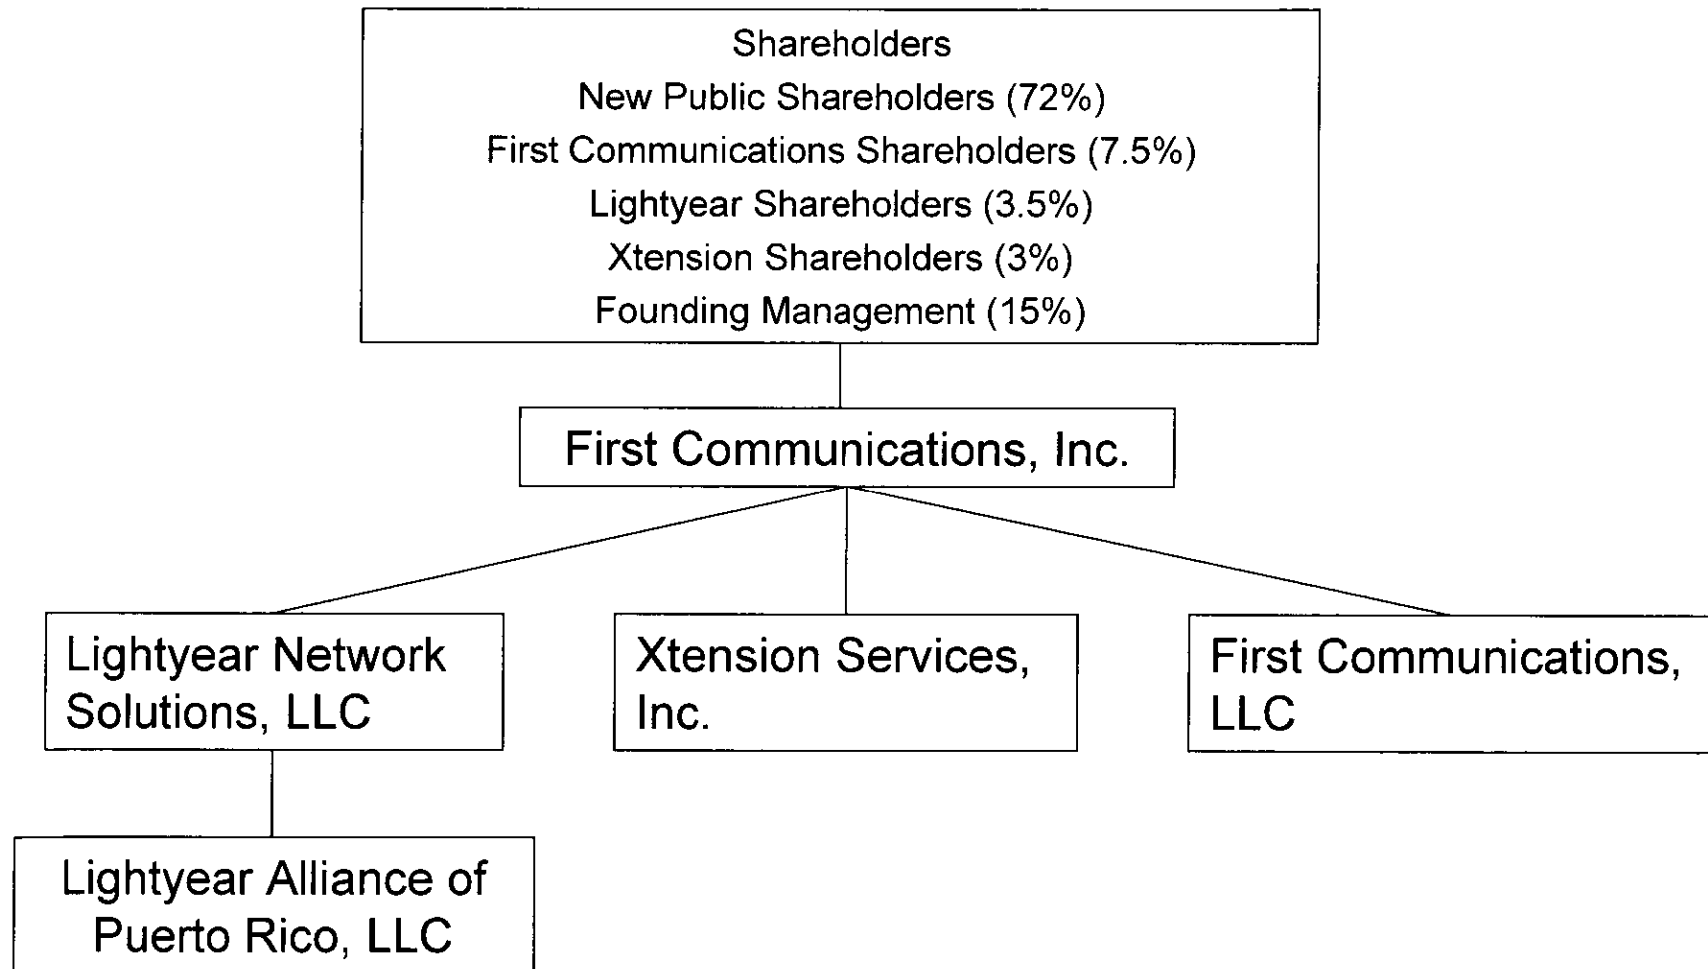 Shareholders
New Public Shareholders (72%)
First Communications Shareholders (7.5%)
Lightyear Shareholders (3.5%)
Xtension Shareholders (3%)
Founding Management (15%)
First Communications, Inc.
Lightyear Network
Solutions, LLC
Xtension Services,
Inc.
First Communications,
LLC
Lightyear Alliance of
Puerto Rico, LLC